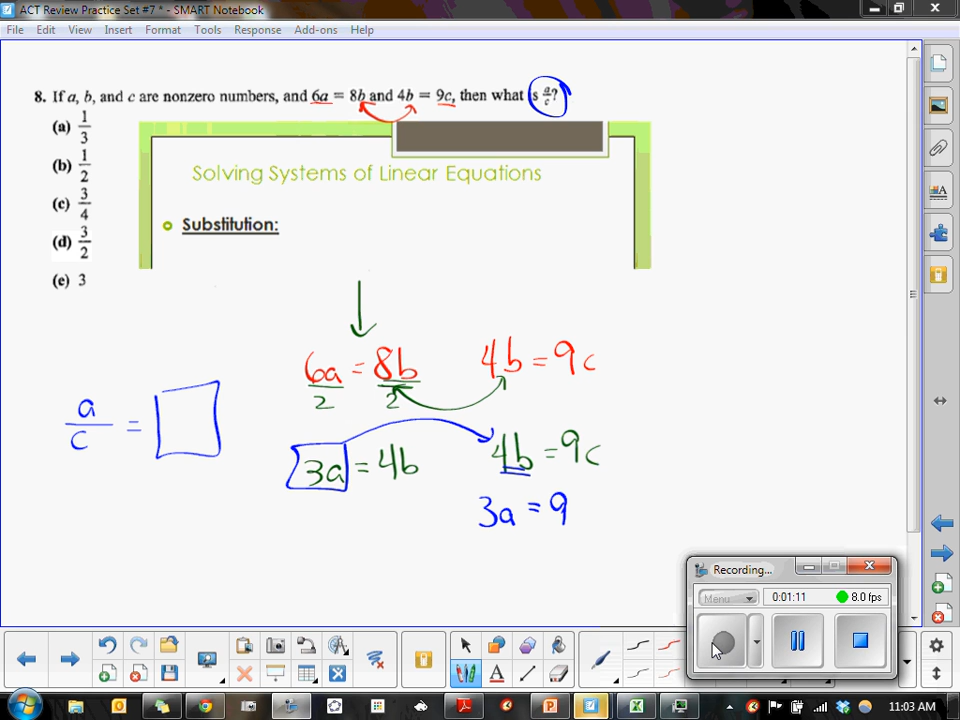 ACT Review Practice Set #7 * - SMART Notebook
File Edit View Insert Format Tools Response Add-ons Help
8. If a, b, and c are nonzero numbers, and 6a = 8b and 4b = 9c, then what is a/c?
(a) 1/3
(b) 1/2
(c) 3/4
(d) 3/2
(e) 3
Solving Systems of Linear Equations
Substitution:
6a = 8b 4b = 9c
2 2
a/c =
3a = 4b 4b = 9c
3a = 9
Recording...
Menu 0:01:11 8.0 fps
11:03 AM